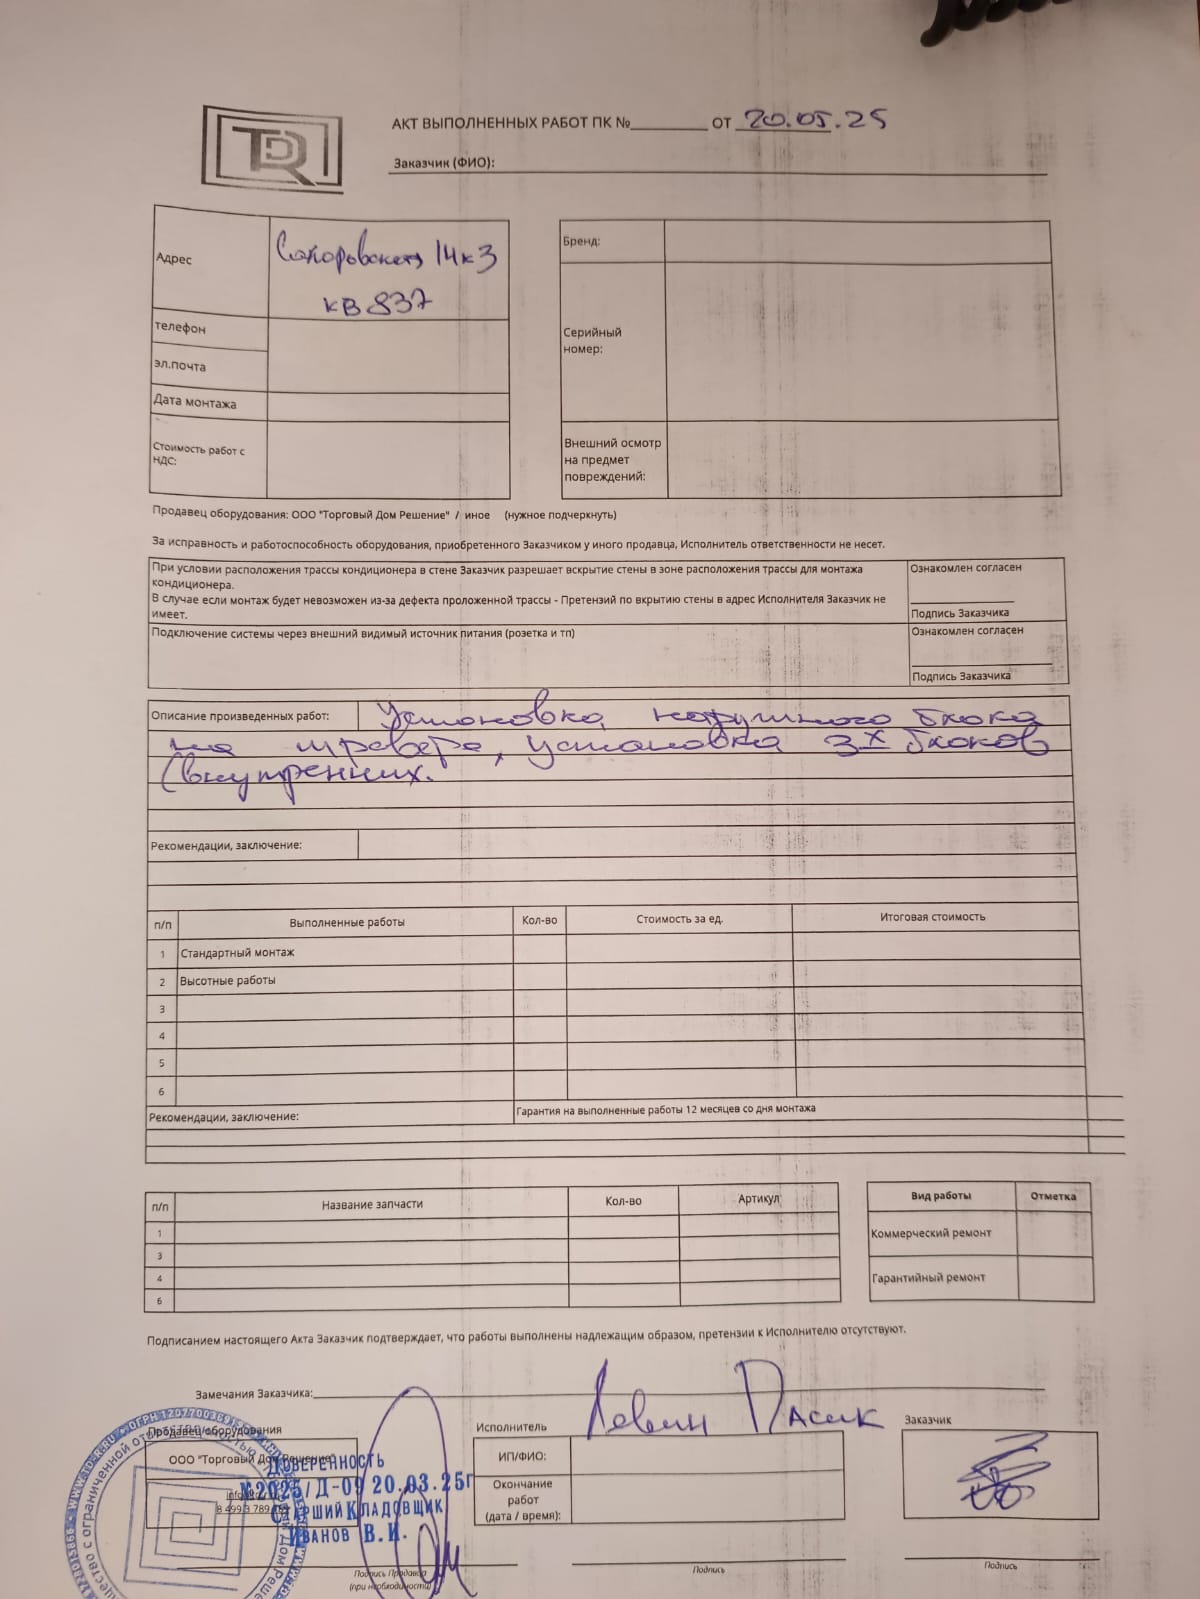 TDR
АКТ ВЫПОЛНЕННЫХ РАБОТ ПК №________ ОТ 20.05.25
Заказчик (ФИО):
Адрес
14к3
кв 837
телефон
эл.почта
Дата монтажа
Стоимость работ с НДС:
Бренд:
Серийный номер:
Внешний осмотр на предмет повреждений:
Продавец оборудования: ООО "Торговый Дом Решение" / иное (нужное подчеркнуть)
За исправность и работоспособность оборудования, приобретенного Заказчиком у иного продавца, Исполнитель ответственности не несет.
При условии расположения трассы кондиционера в стене Заказчик разрешает вскрытие стены в зоне расположения трассы для монтажа
кондиционера.
В случае если монтаж будет невозможен из-за дефекта проложенной трассы - Претензий по вкрытию стены в адрес Исполнителя Заказчик не
имеет.
Ознакомлен согласен
Подпись Заказчика
Подключение системы через внешний видимый источник питания (розетка и тп)
Ознакомлен согласен
Подпись Заказчика
Описание произведенных работ: Установка наружного блока
на травере, установка 3х блоков
(внутренних.
Рекомендации, заключение:
п/п Выполненные работы Кол-во Стоимость за ед. Итоговая стоимость
1 Стандартный монтаж
2 Высотные работы
3
4
5
6
Рекомендации, заключение: Гарантия на выполненные работы 12 месяцев со дня монтажа
п/п Название запчасти Кол-во Артикул
1
3
4
6
Вид работы Отметка
Коммерческий ремонт
Гарантийный ремонт
Подписанием настоящего Акта Заказчик подтверждает, что работы выполнены надлежащим образом, претензии к Исполнителю отсутствуют.
Замечания Заказчика:
Продавец оборудования
ООО "Торговый Дом Решение"
8 499 3 789
ДОВЕРЕННОСТЬ
№2025/Д-09 20.03.25г
СТАРШИЙ КЛАДОВЩИК
ИВАНОВ В.И.
Подпись Продавца
(при необходимости)
Исполнитель
ИП/ФИО:
Окончание работ (дата / время):
Подпись
Заказчик
Подпись